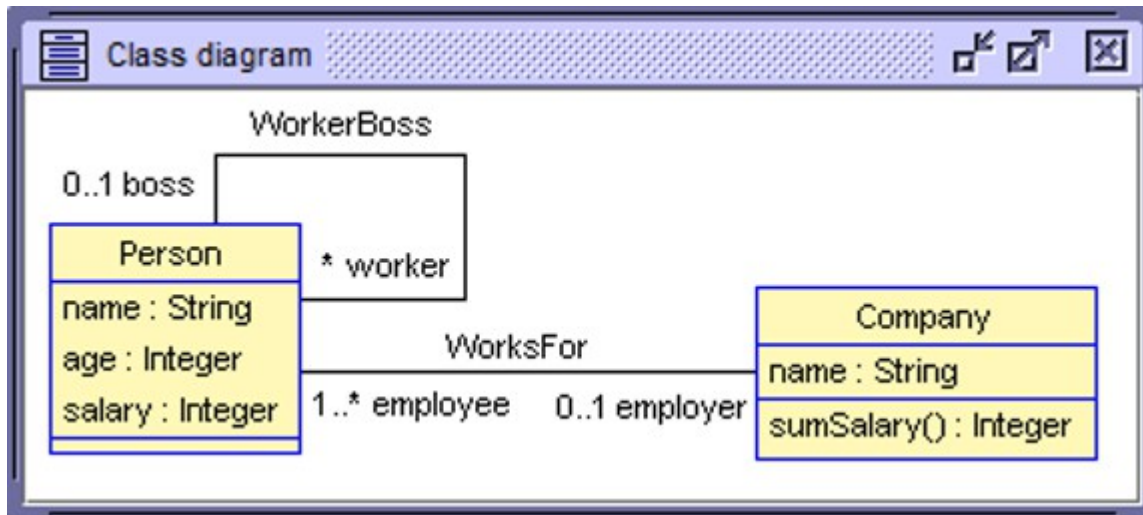 Class diagram
WorkerBoss
0..1 boss
Person
* worker
name : String
age : Integer
salary : Integer
WorksFor
1..* employee
0..1 employer
Company
name : String
sumSalary() : Integer